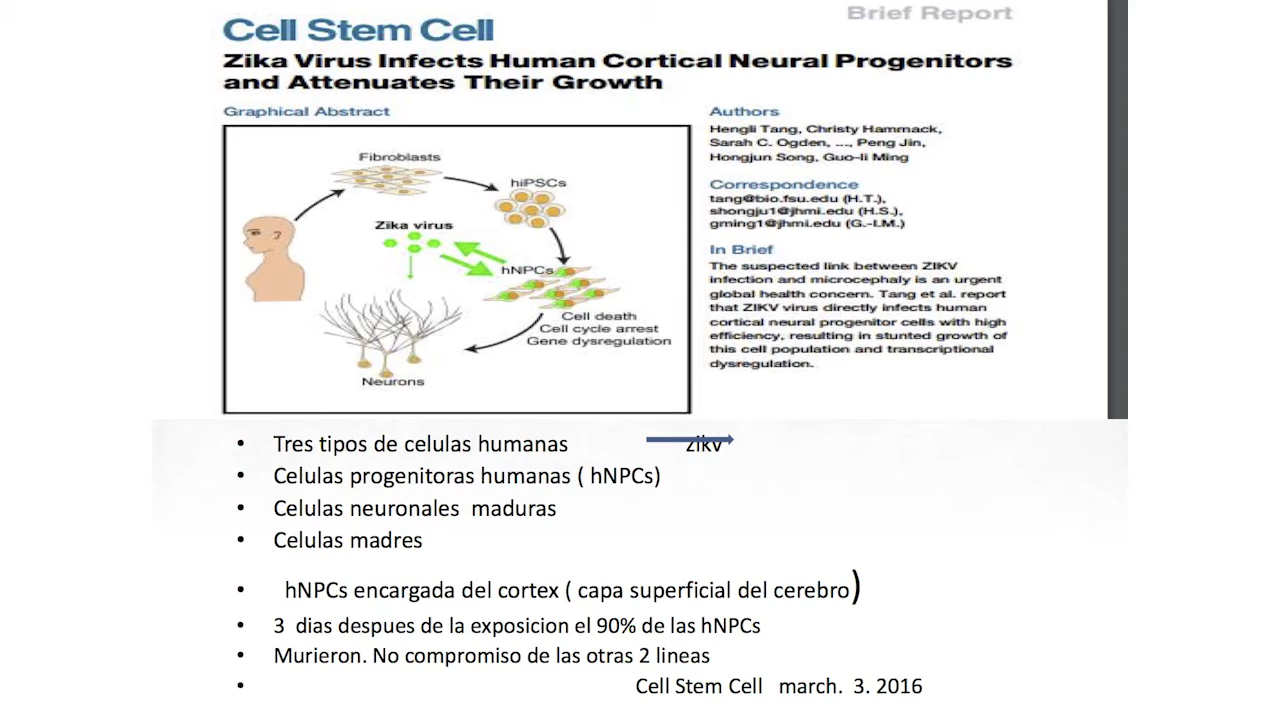 Brief Report
Cell Stem Cell
Zika Virus Infects Human Cortical Neural Progenitors
and Attenuates Their Growth
Graphical Abstract
Fibroblasts
hiPSCs
Zika virus
hNPCs
Cell death
Cell cycle arrest
Gene dysregulation
Neurons
Authors
Hengli Tang, Christy Hammack,
Sarah C. Ogden, ..., Peng Jin,
Hongjun Song, Guo-li Ming
Correspondence
tang@bio.fsu.edu (H.T.),
shongju1@jhmi.edu (H.S.),
gming1@jhmi.edu (G.-l.M.)
In Brief
The suspected link between ZIKV
infection and microcephaly is an urgent
global health concern. Tang et al. report
that ZIKV virus directly infects human
cortical neural progenitor cells with high
efficiency, resulting in stunted growth of
this cell population and transcriptional
dysregulation.
• Tres tipos de celulas humanas zikv
• Celulas progenitoras humanas ( hNPCs)
• Celulas neuronales maduras
• Celulas madres
• hNPCs encargada del cortex ( capa superficial del cerebro)
• 3 dias despues de la exposicion el 90% de las hNPCs
• Murieron. No compromiso de las otras 2 lineas
• Cell Stem Cell march. 3. 2016